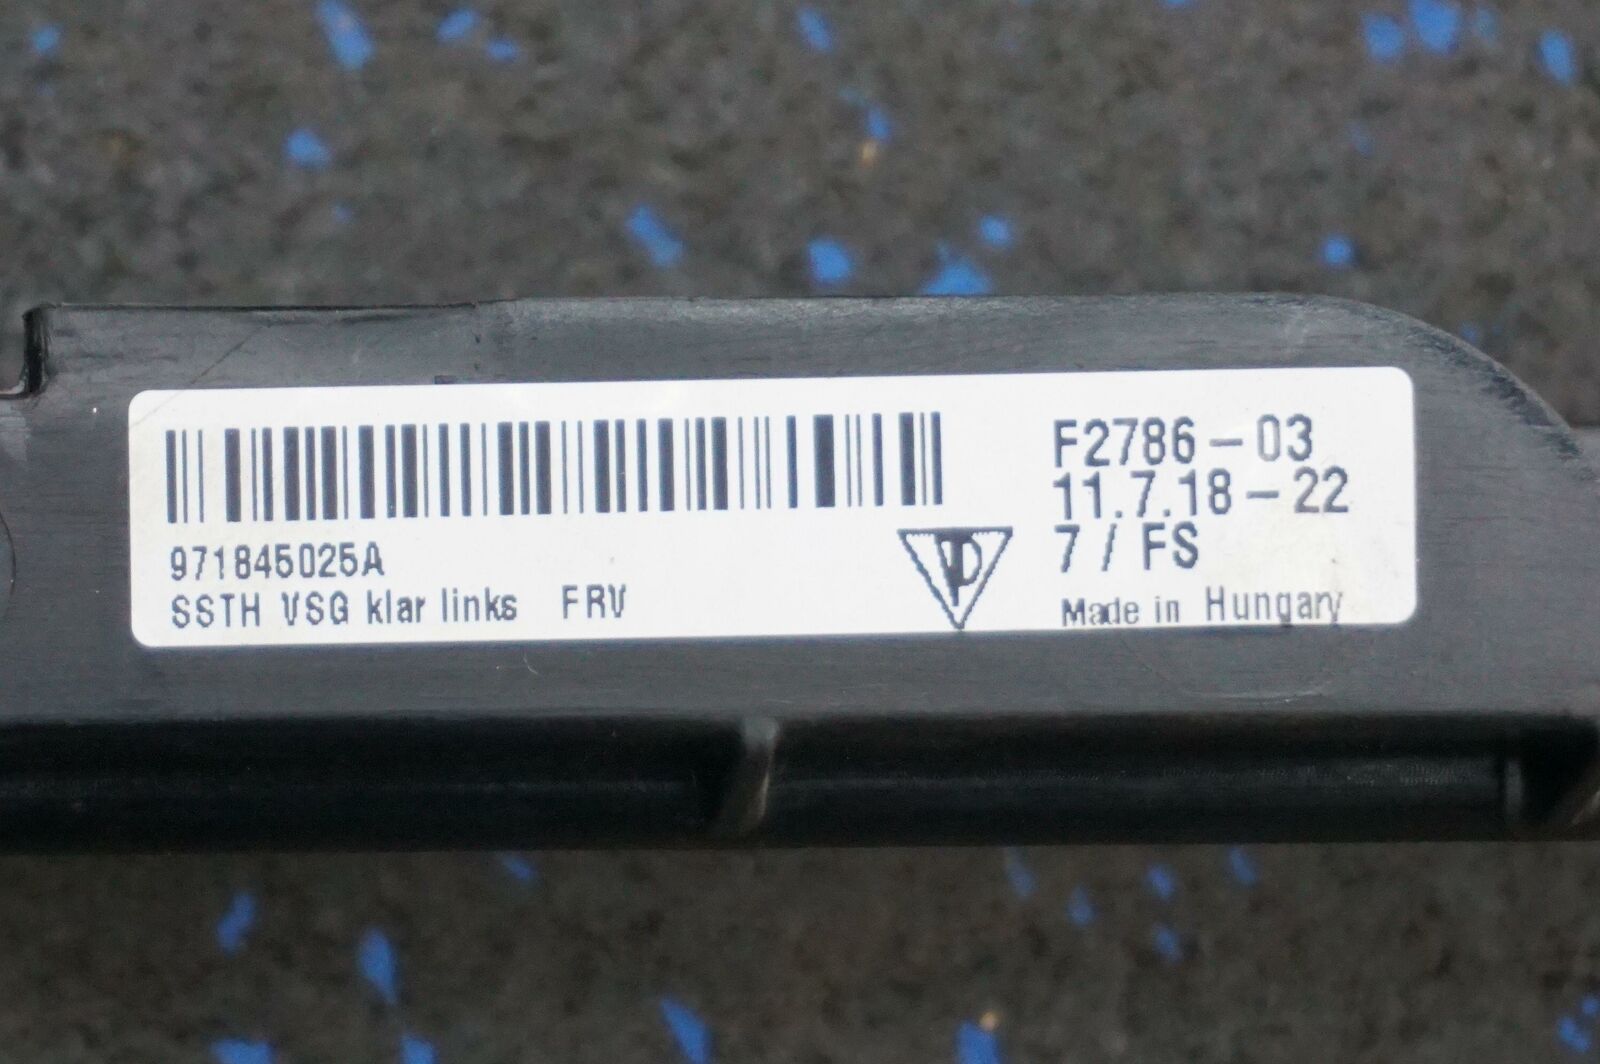 971845025A
SSTH VSG klar links FRV
F2786-03
11.7.18-22
7 / FS
Made in Hungary